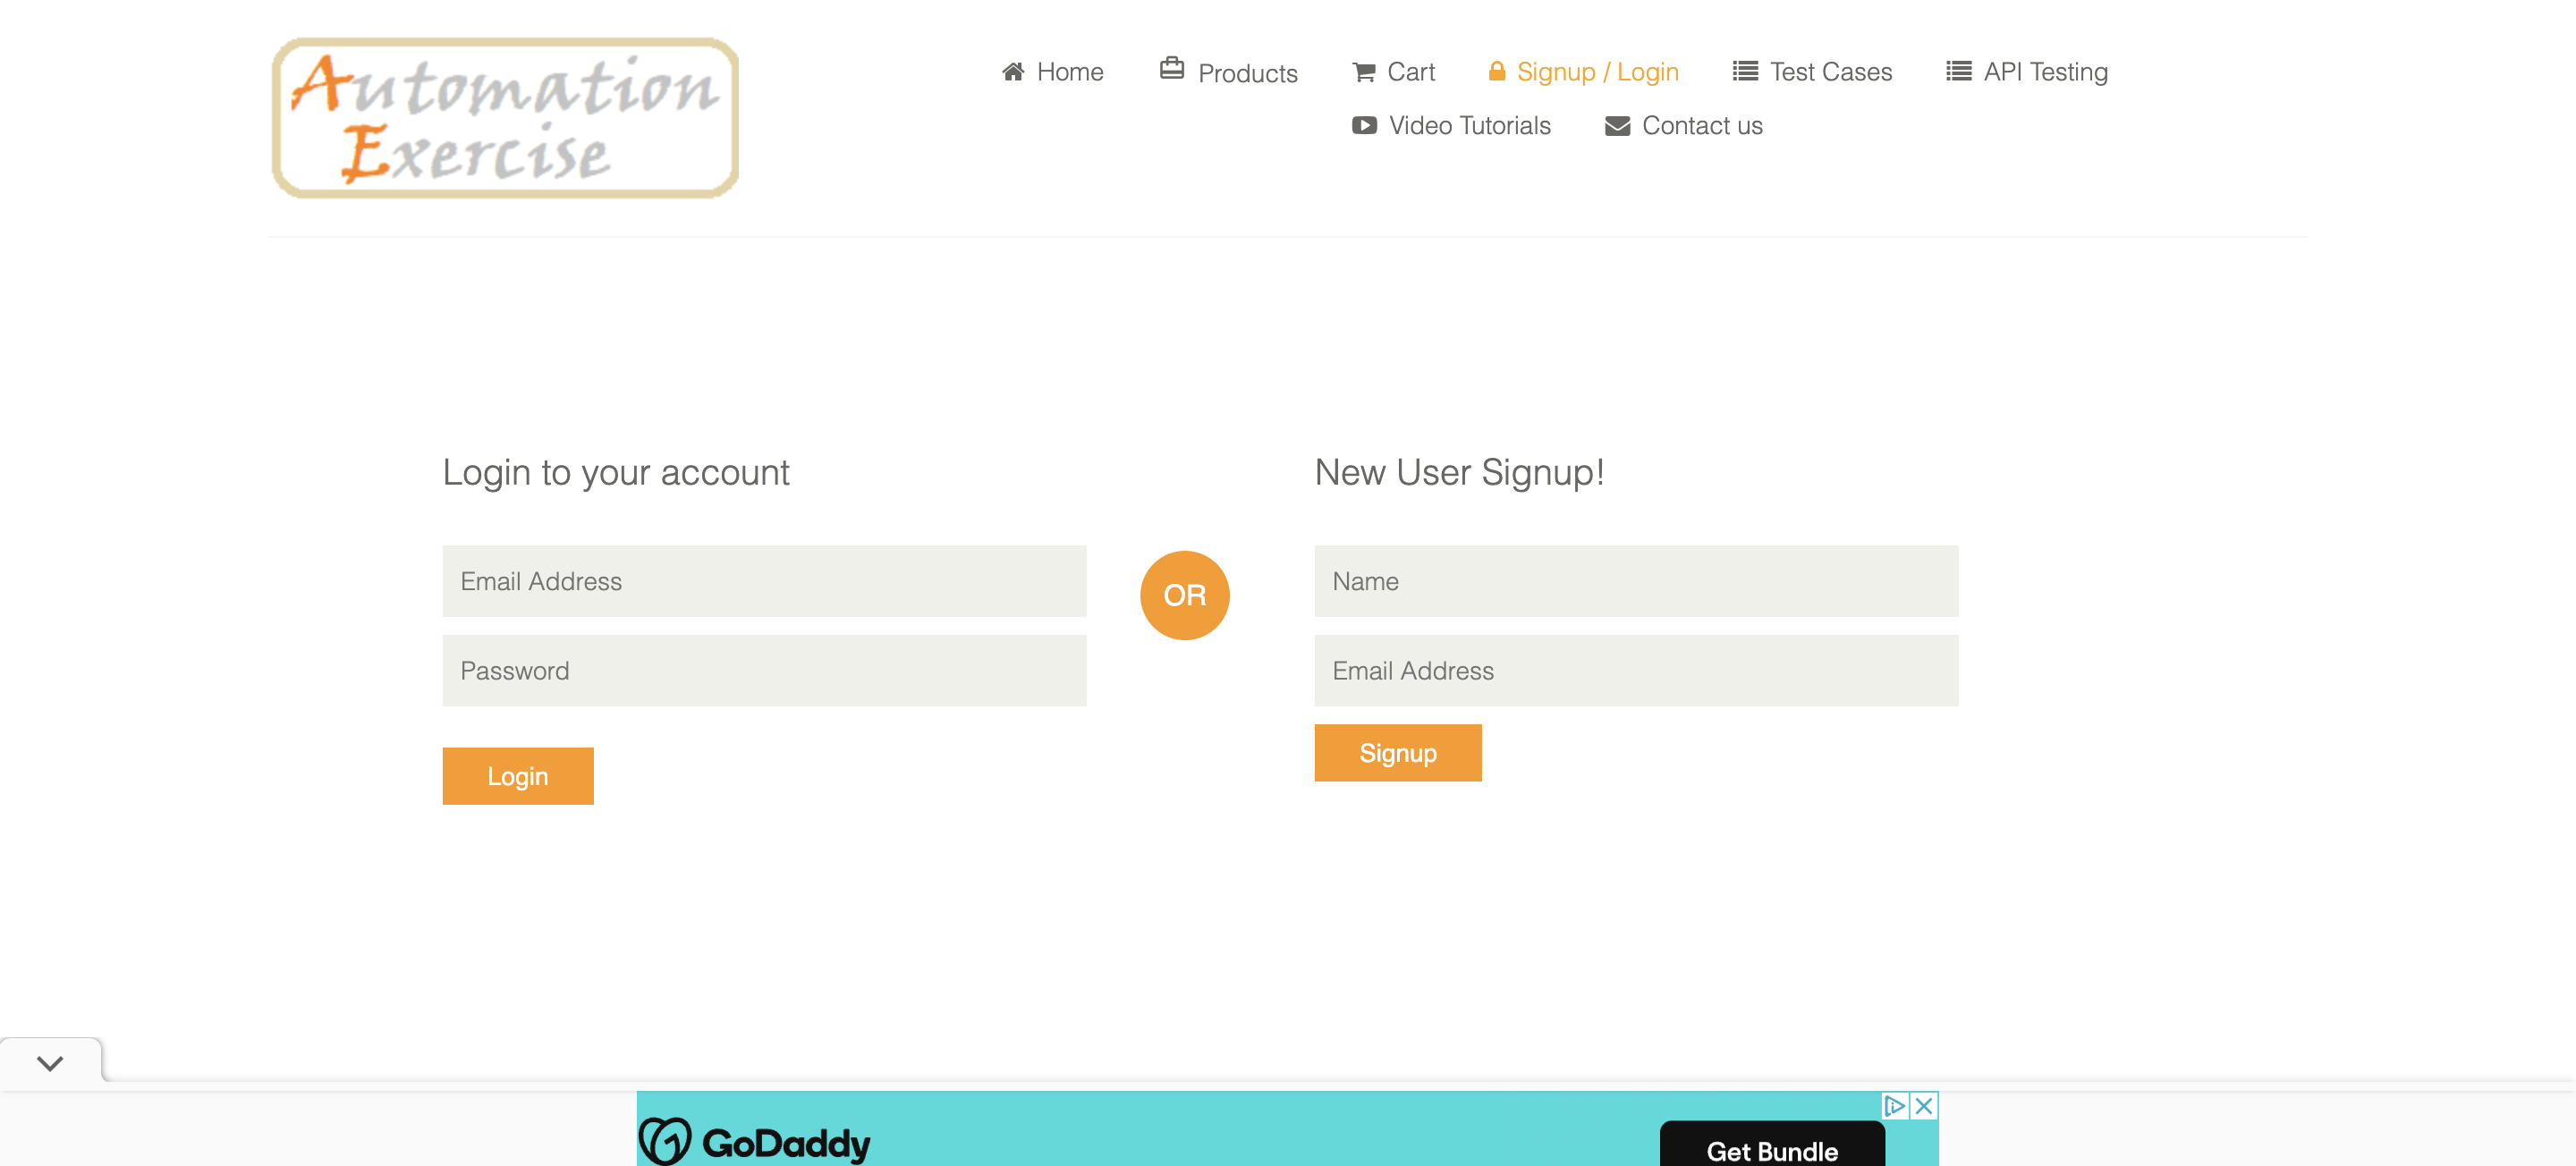 Automation
Exercise
Home Products Cart Signup / Login Test Cases API Testing
Video Tutorials Contact us
Login to your account
Email Address
Password
Login
OR
New User Signup!
Name
Email Address
Signup
GoDaddy
Get Bundle